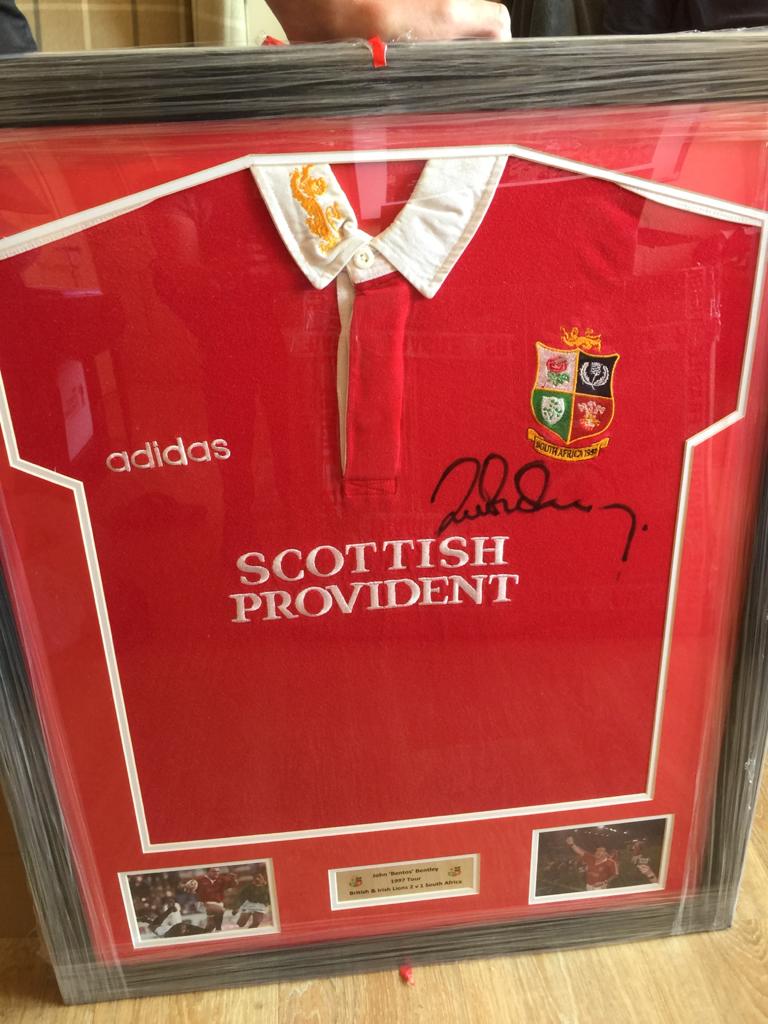 adidas
SOUTH AFRICA 1997
SCOTTISH
PROVIDENT
John 'Bentos' Bentley
1997 Tour
British & Irish Lions 2 v 1 South Africa